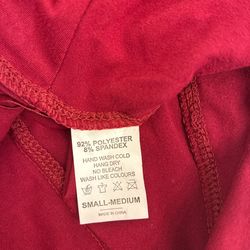 92% POLYESTER
8% SPANDEX
HAND WASH COLD
HANG DRY
NO BLEACH
WASH LIKE COLOURS
SMALL-MEDIUM
MADE IN CHINA